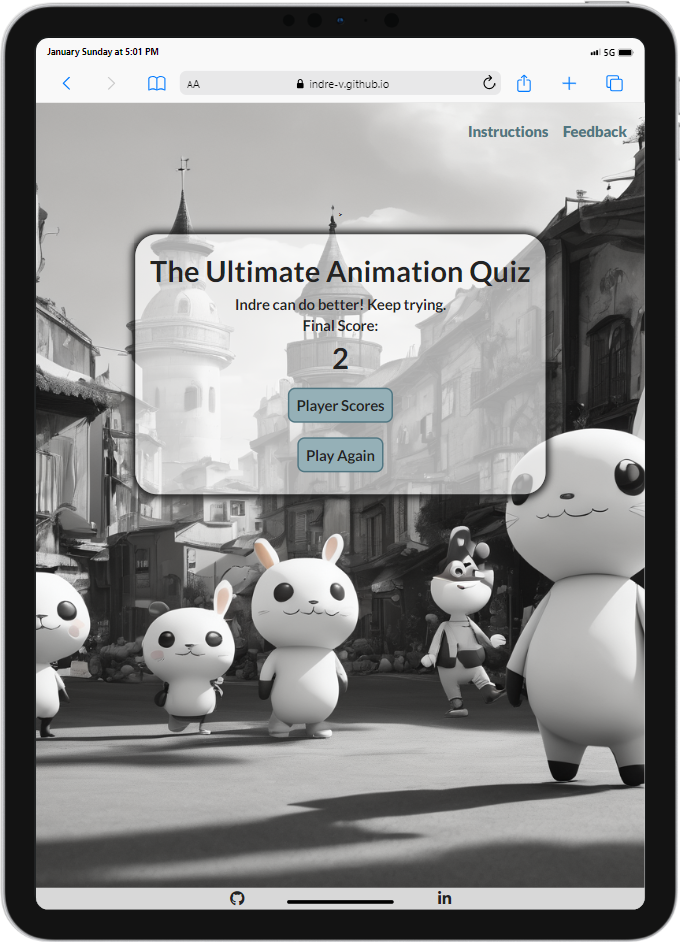 January Sunday at 5:01 PM
5G
AA
indre-v.github.io
Instructions Feedback
The Ultimate Animation Quiz
Indre can do better! Keep trying.
Final Score:
2
Player Scores
Play Again
in